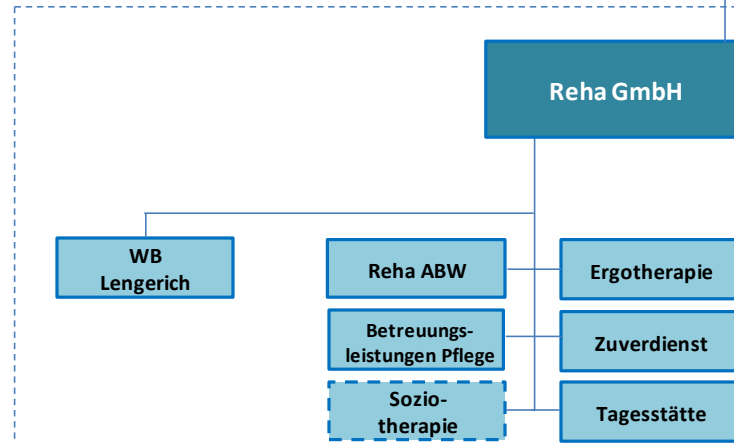 Reha GmbH
WB
Lengerich
Reha ABW
Ergotherapie
Betreuungs-
leistungen Pflege
Zuverdienst
Sozio-
therapie
Tagesstätte